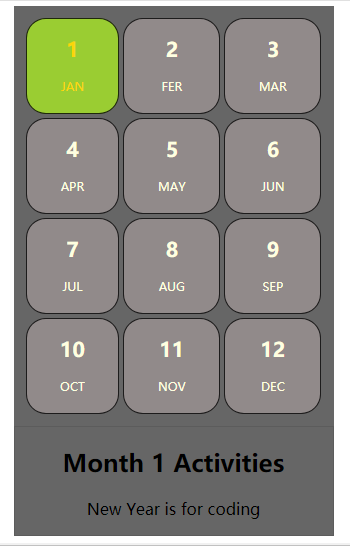 1 2 3
JAN FER MAR
4 5 6
APR MAY JUN
7 8 9
JUL AUG SEP
10 11 12
OCT NOV DEC
Month 1 Activities
New Year is for coding